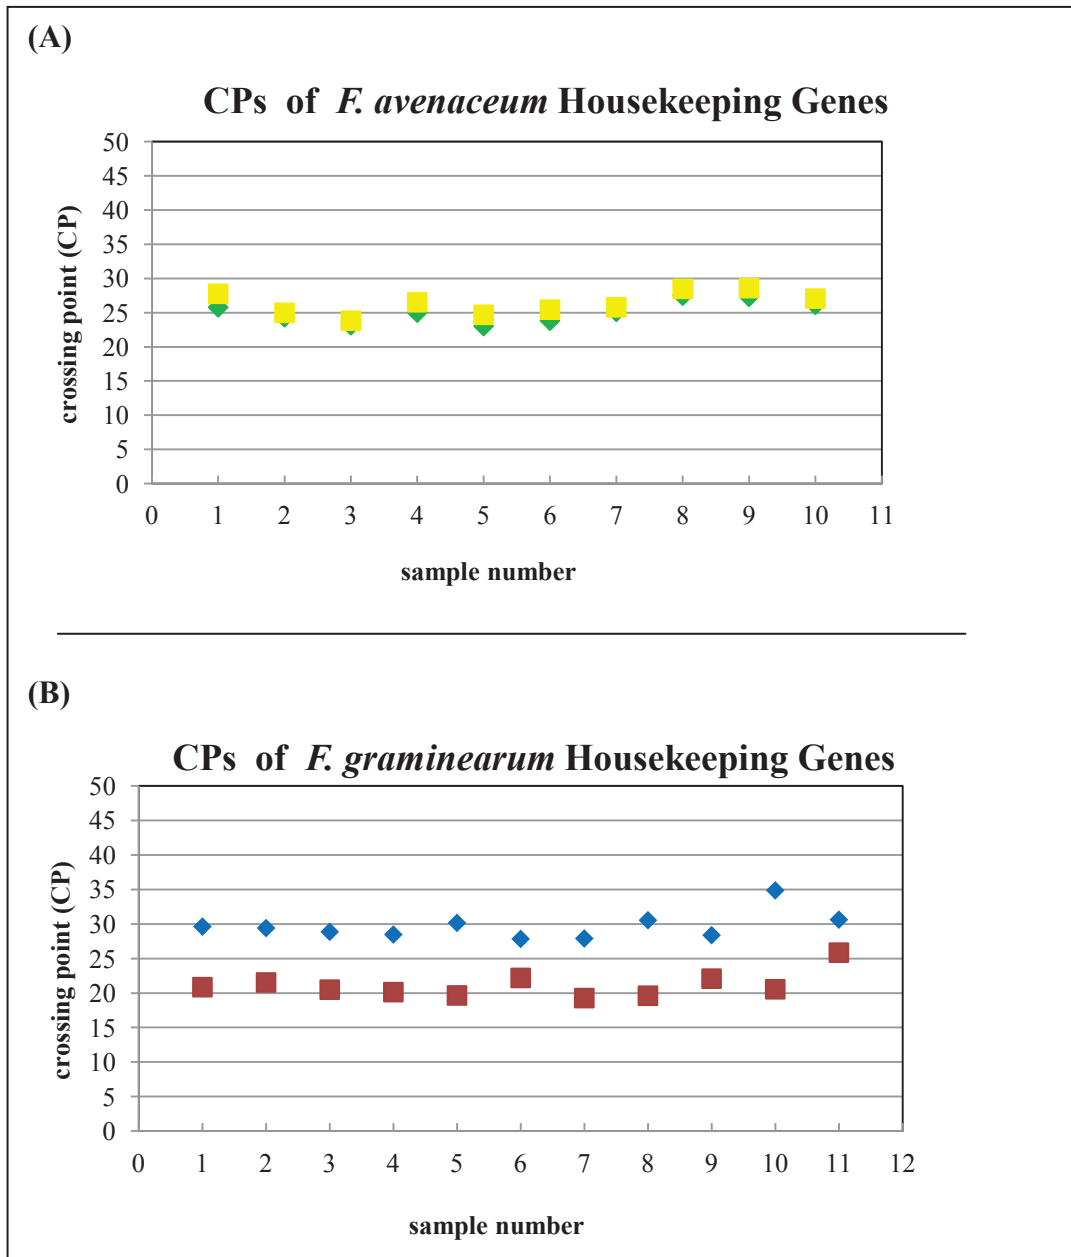 (A)
CPs of F. avenaceum Housekeeping Genes
50
45
40
35
30
25
20
15
10
5
0
crossing point (CP)
0 1 2 3 4 5 6 7 8 9 10 11
sample number
(B)
CPs of F. graminearum Housekeeping Genes
50
45
40
35
30
25
20
15
10
5
0
crossing point (CP)
0 1 2 3 4 5 6 7 8 9 10 11 12
sample number